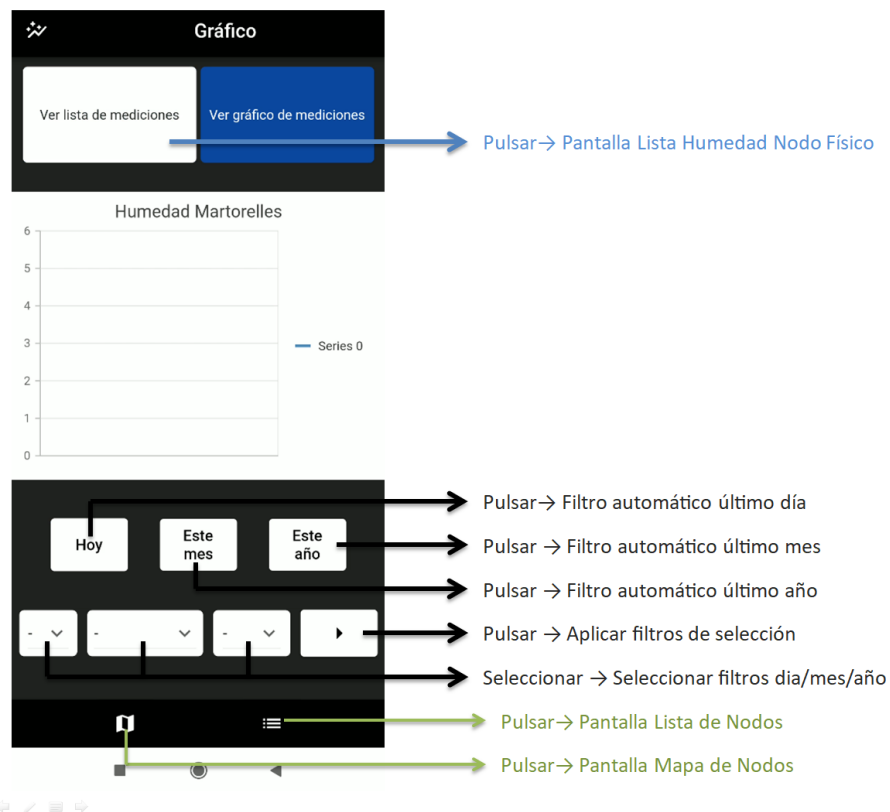 Gráfico
Ver lista de mediciones
Ver gráfico de mediciones
Pulsar→ Pantalla Lista Humedad Nodo Físico
Humedad Martorelles
6
5
4
3
2
1
0
Series 0
Pulsar→ Filtro automático último día
Hoy
Este
mes
Este
año
Pulsar → Filtro automático último mes
Pulsar → Filtro automático último año
-
-
-
Pulsar → Aplicar filtros de selección
Seleccionar → Seleccionar filtros dia/mes/año
Pulsar→ Pantalla Lista de Nodos
Pulsar→ Pantalla Mapa de Nodos